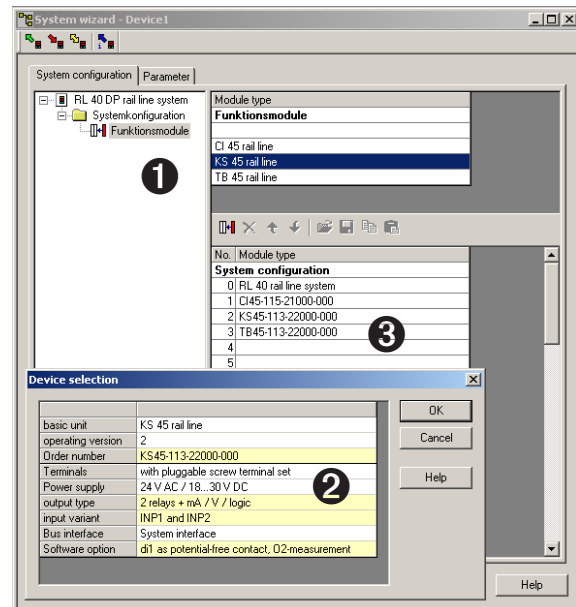 System wizard - Device1
System configuration
Parameter
RL 40 DP rail line system
Systemkonfiguration
Funktionsmodule
1
Module type
Funktionsmodule
CI 45 rail line
KS 45 rail line
TB 45 rail line
No. Module type
System configuration
0 RL 40 rail line system
1 CI45-115-21000-000
2 KS45-113-22000-000
3 TB45-113-22000-000
4
5
3
Device selection
basic unit KS 45 rail line
operating version 2
Order number KS45-113-22000-000
Terminals with pluggable screw terminal set
Power supply 24 V AC / 18...30 V DC
output type 2 relays + mA / V / logic
input variant INP1 and INP2
Bus interface System interface
Software option di1 as potential-free contact, O2-measurement
2
OK
Cancel
Help
Help